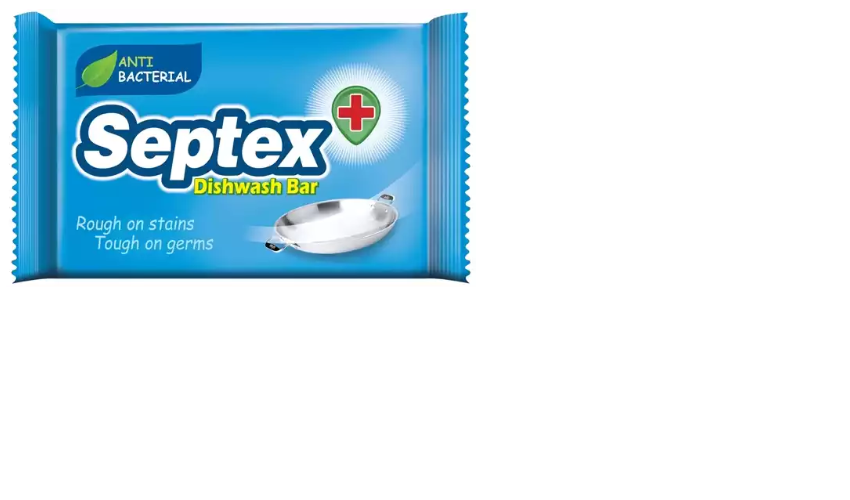 ANTI
BACTERIAL
Septex
Dishwash Bar
Rough on stains
Tough on germs